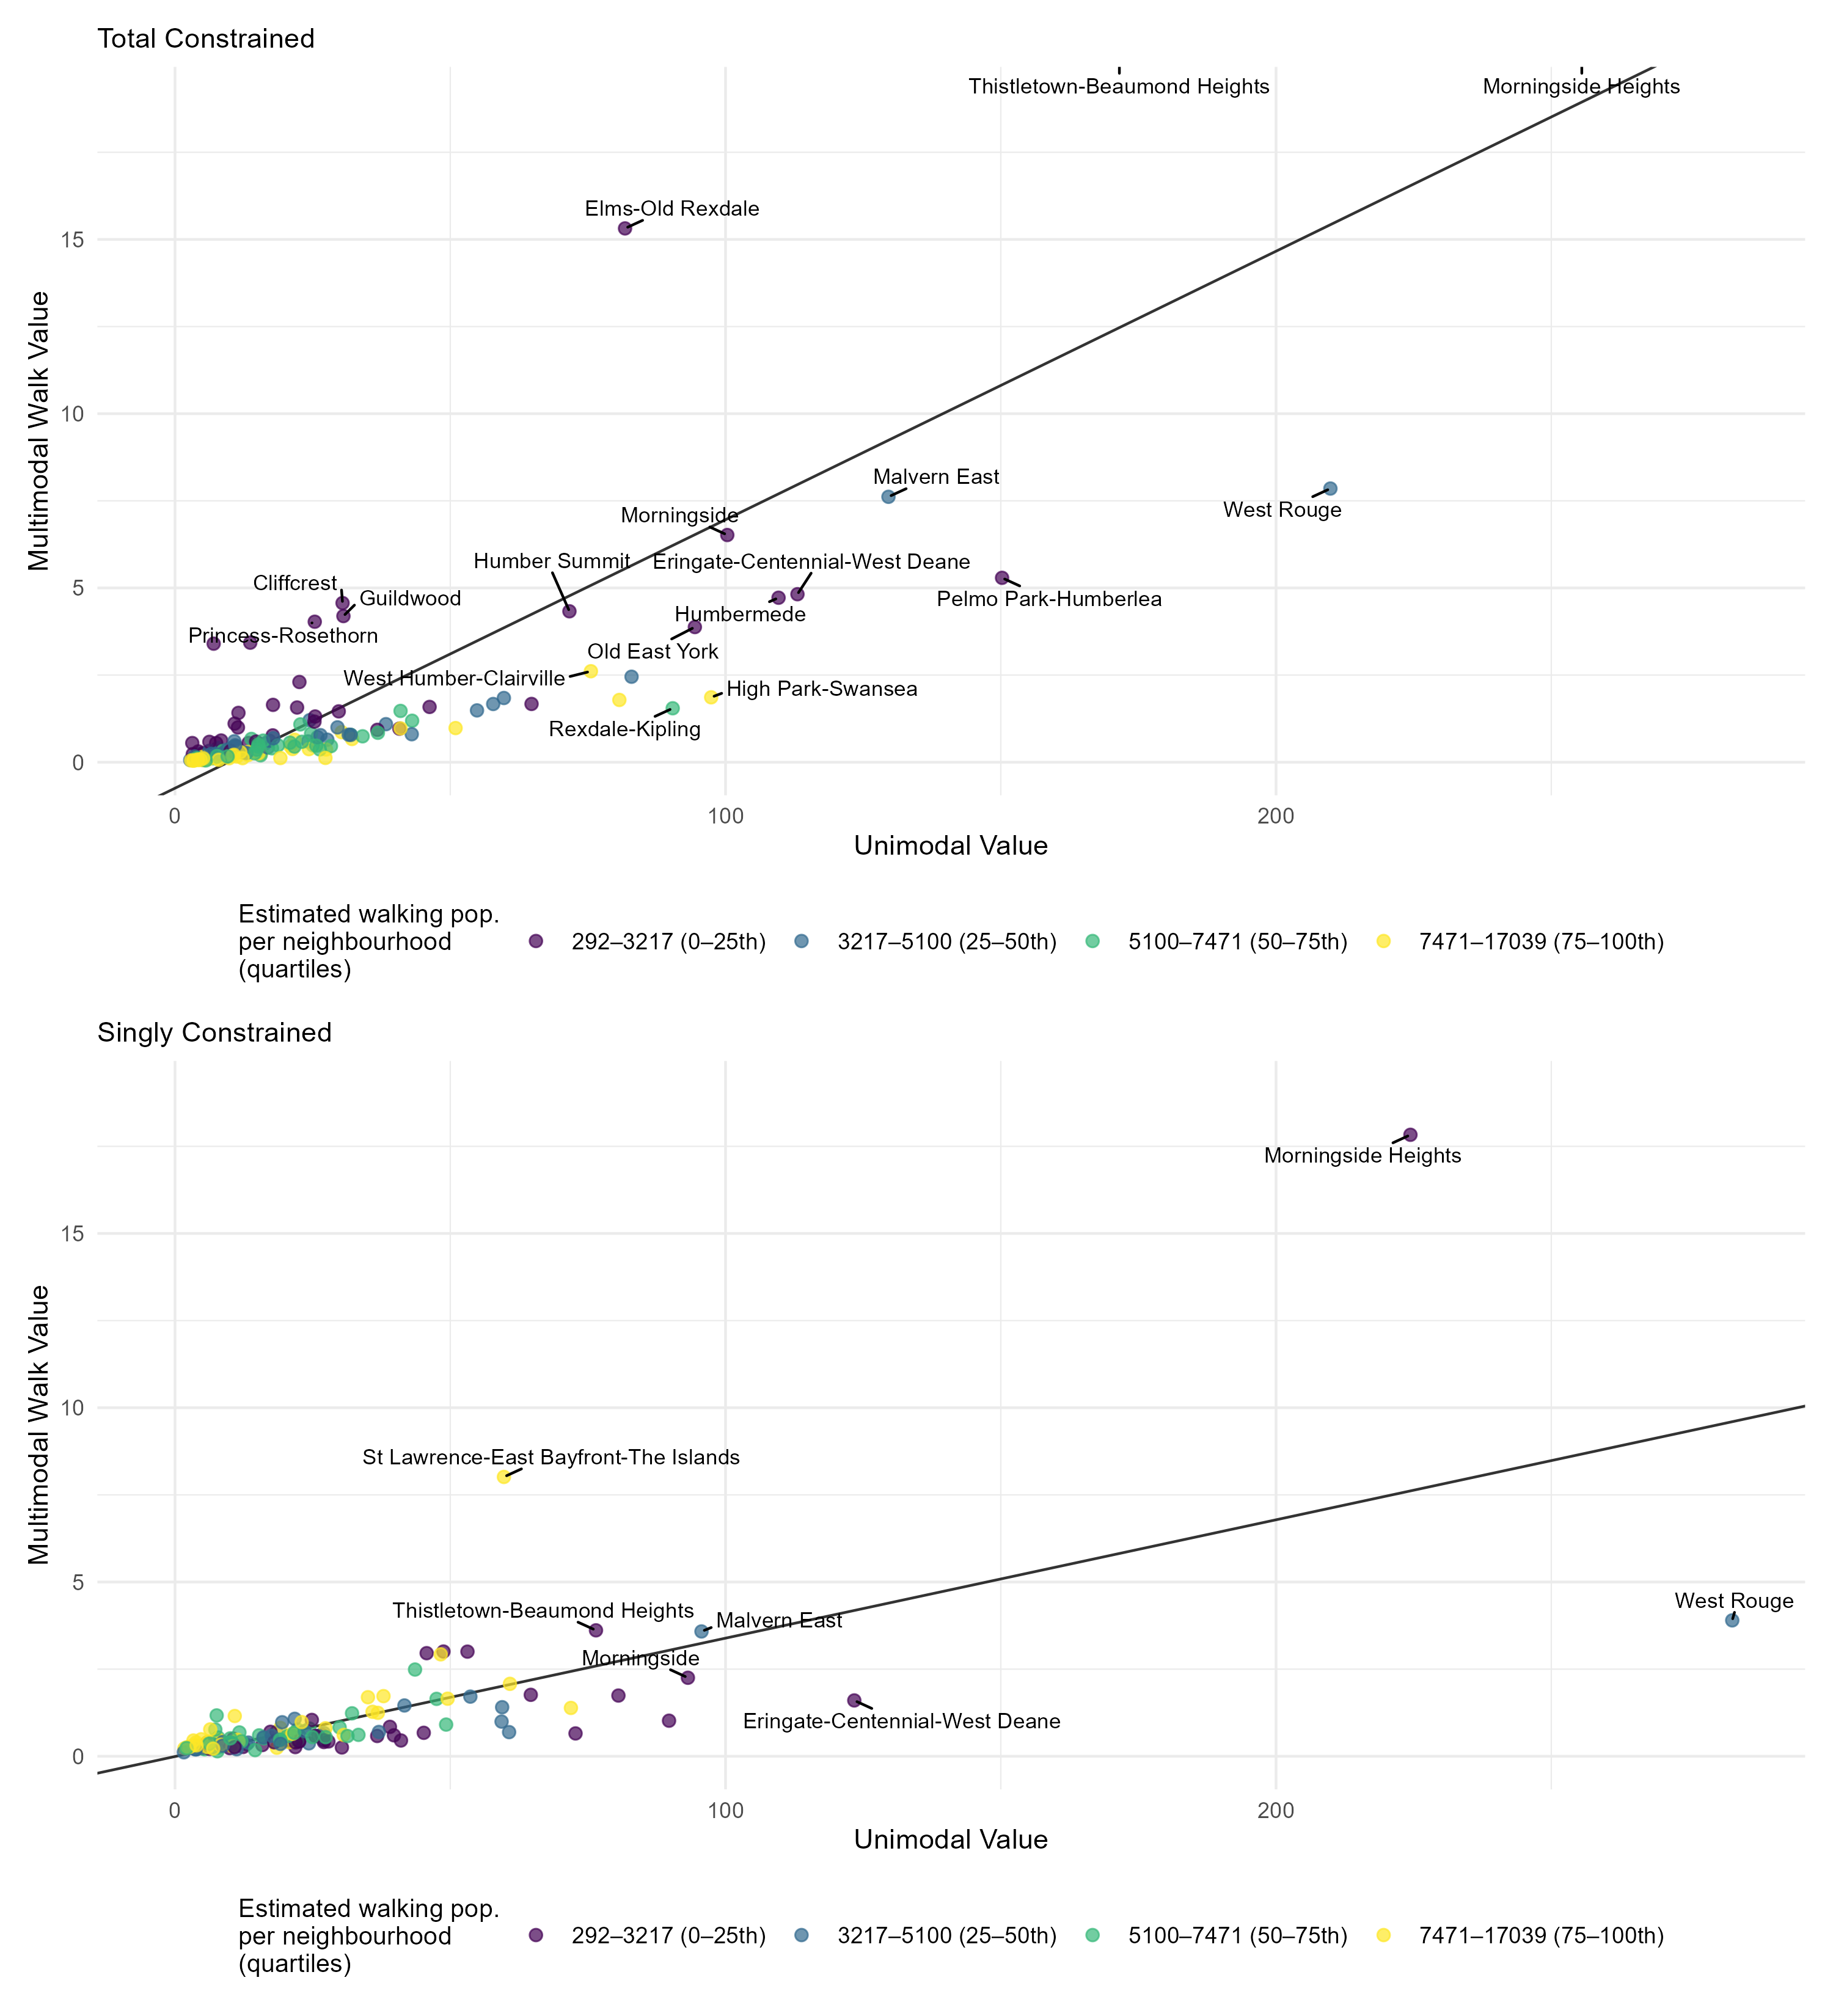 Total Constrained
Thistletown-Beaumond Heights
Morningside Heights
Elms-Old Rexdale
Malvern East
West Rouge
Morningside
Humber Summit
Eringate-Centennial-West Deane
Cliffcrest
Guildwood
Pelmo Park-Humberlea
Humbermede
Princess-Rosethorn
Old East York
West Humber-Clairville
High Park-Swansea
Rexdale-Kipling
15
10
5
0
Multimodal Walk Value
0 100 200
Unimodal Value
Estimated walking pop.
per neighbourhood
(quartiles)
292–3217 (0–25th)
3217–5100 (25–50th)
5100–7471 (50–75th)
7471–17039 (75–100th)
Singly Constrained
Morningside Heights
St Lawrence-East Bayfront-The Islands
West Rouge
Thistletown-Beaumond Heights
Malvern East
Morningside
Eringate-Centennial-West Deane
15
10
5
0
Multimodal Walk Value
0 100 200
Unimodal Value
Estimated walking pop.
per neighbourhood
(quartiles)
292–3217 (0–25th)
3217–5100 (25–50th)
5100–7471 (50–75th)
7471–17039 (75–100th)